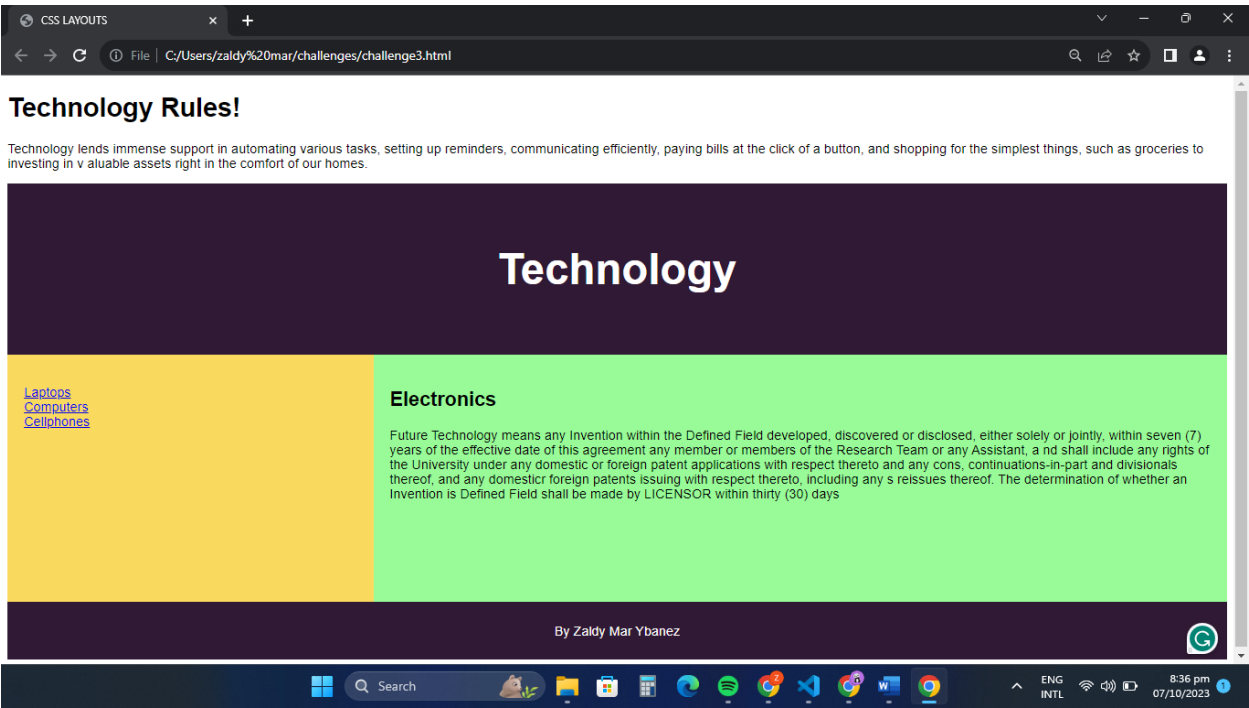 CSS LAYOUTS
File C:/Users/zaldy%20mar/challenges/challenge3.html
Technology Rules!
Technology lends immense support in automating various tasks, setting up reminders, communicating efficiently, paying bills at the click of a button, and shopping for the simplest things, such as groceries to
investing in v aluable assets right in the comfort of our homes.
Technology
Laptops
Computers
Cellphones
Electronics
Future Technology means any Invention within the Defined Field developed, discovered or disclosed, either solely or jointly, within seven (7)
years of the effective date of this agreement any member or members of the Research Team or any Assistant, a nd shall include any rights of
the University under any domestic or foreign patent applications with respect thereto and any cons, continuations-in-part and divisionals
thereof, and any domesticr foreign patents issuing with respect thereto, including any s reissues thereof. The determination of whether an
Invention is Defined Field shall be made by LICENSOR within thirty (30) days
By Zaldy Mar Ybanez
Search
ENG
INTL
8:36 pm
07/10/2023
1